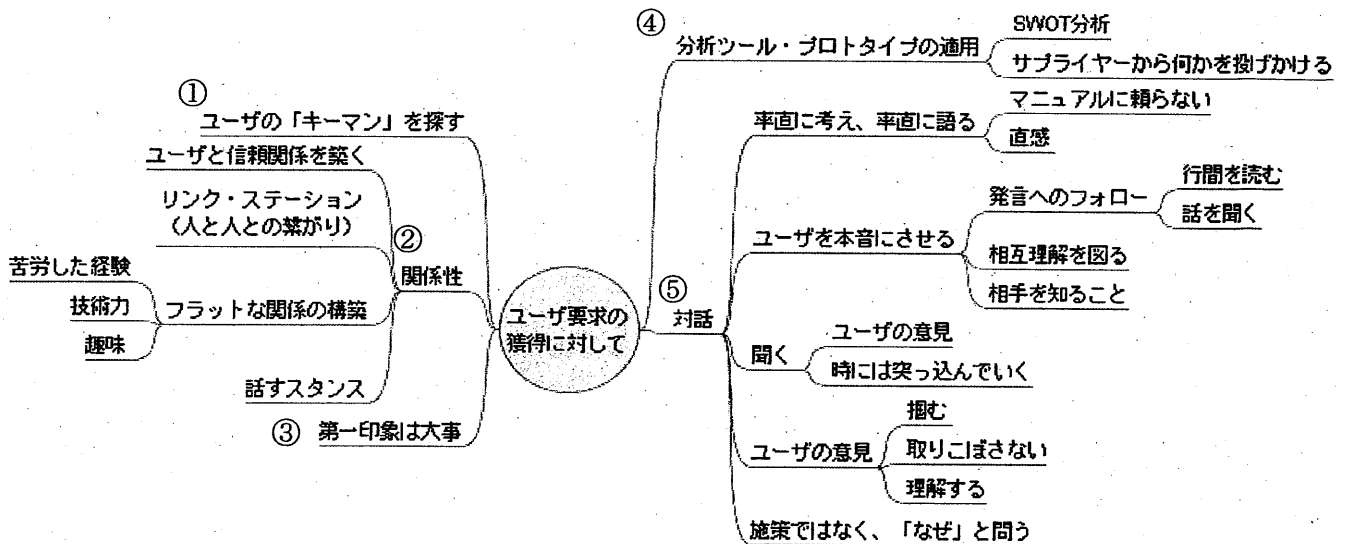 ④
分析ツール・プロトタイプの適用
SWOT分析
サプライヤーから何かを投げかける
①
ユーザの「キーマン」を探す
ユーザと信頼関係を築く
リンク・ステーション
(人と人との繋がり)
②
関係性
苦労した経験
技術力
趣味
フラットな関係の構築
話すスタンス
③
第一印象は大事
ユーザ要求の
獲得に対して
⑤
対話
率直に考え、率直に語る
マニュアルに頼らない
直感
ユーザを本音にさせる
発言へのフォロー
行間を読む
話を聞く
相互理解を図る
相手を知ること
聞く
ユーザの意見
時には突っ込んでいく
ユーザの意見
掴む
取りこぼさない
理解する
施策ではなく、「なぜ」と問う